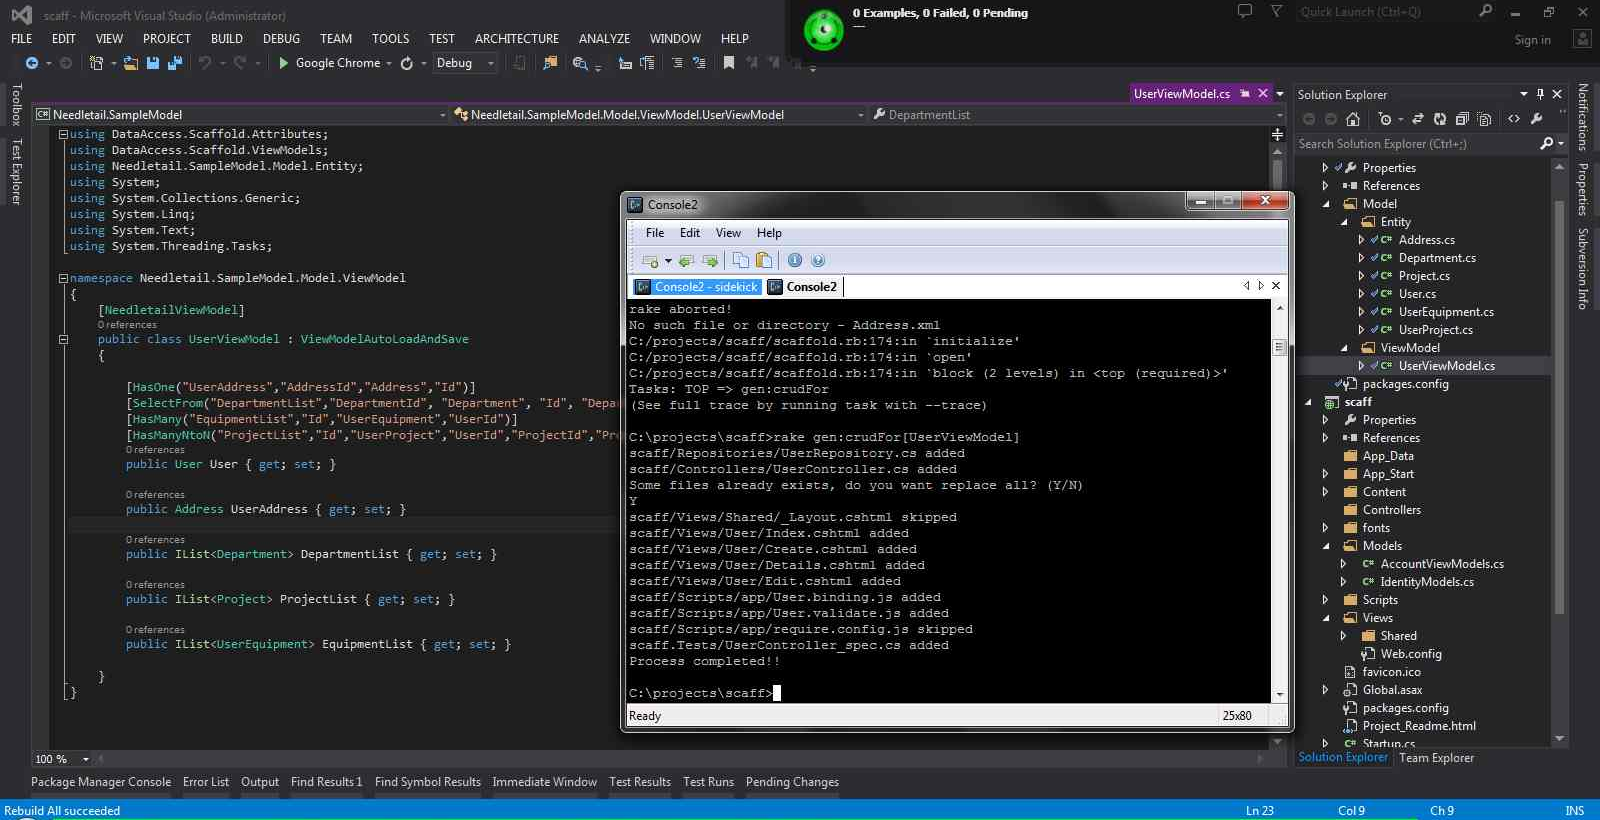 scaff - Microsoft Visual Studio (Administrator)
0 Examples, 0 Failed, 0 Pending
---
Quick Launch (Ctrl+Q)
FILE EDIT VIEW PROJECT BUILD DEBUG TEAM TOOLS TEST ARCHITECTURE ANALYZE WINDOW HELP
Sign in
Google Chrome
Debug
Toolbox
Test Explorer
UserViewModel.cs
Needletail.SampleModel
Needletail.SampleModel.Model.ViewModel.UserViewModel
DepartmentList
using DataAccess.Scaffold.Attributes;
using DataAccess.Scaffold.ViewModels;
using Needletail.SampleModel.Model.Entity;
using System;
using System.Collections.Generic;
using System.Linq;
using System.Text;
using System.Threading.Tasks;
namespace Needletail.SampleModel.Model.ViewModel
{
[NeedletailViewModel]
0 references
public class UserViewModel : ViewModelAutoLoadAndSave
{
[HasOne("UserAddress","AddressId","Address","Id")]
[SelectFrom("DepartmentList","DepartmentId", "Department", "Id", "Depa
[HasMany("EquipmentList","Id","UserEquipment","UserId")]
[HasManyNtoN("ProjectList","Id","UserProject","UserId","ProjectId","Pr
0 references
public User User { get; set; }
0 references
public Address UserAddress { get; set; }
0 references
public IList<Department> DepartmentList { get; set; }
0 references
public IList<Project> ProjectList { get; set; }
0 references
public IList<UserEquipment> EquipmentList { get; set; }
}
}
100 %
Console2
File Edit View Help
Console2 - sidekick
Console2
rake aborted!
No such file or directory - Address.xml
C:/projects/scaff/scaffold.rb:174:in `initialize'
C:/projects/scaff/scaffold.rb:174:in `open'
C:/projects/scaff/scaffold.rb:174:in `block (2 levels) in <top (required)>'
Tasks: TOP => gen:crudFor
(See full trace by running task with --trace)
C:\projects\scaff>rake gen:crudFor[UserViewModel]
scaff/Repositories/UserRepository.cs added
scaff/Controllers/UserController.cs added
Some files already exists, do you want replace all? (Y/N)
Y
scaff/Views/Shared/_Layout.cshtml skipped
scaff/Views/User/Index.cshtml added
scaff/Views/User/Create.cshtml added
scaff/Views/User/Details.cshtml added
scaff/Views/User/Edit.cshtml added
scaff/Scripts/app/User.binding.js added
scaff/Scripts/app/User.validate.js added
scaff/Scripts/app/require.config.js skipped
scaff.Tests/UserController_spec.cs added
Process completed!!
C:\projects\scaff>
Ready
25x80
Solution Explorer
Search Solution Explorer (Ctrl+;)
Properties
References
Model
Entity
C# Address.cs
C# Department.cs
C# Project.cs
C# User.cs
C# UserEquipment.cs
C# UserProject.cs
ViewModel
C# UserViewModel.cs
packages.config
scaff
Properties
References
App_Data
App_Start
Content
Controllers
fonts
Models
C# AccountViewModels.cs
C# IdentityModels.cs
Scripts
Views
Shared
Web.config
favicon.ico
Global.asax
packages.config
Project_Readme.html
C# Startup.cs
Solution Explorer
Team Explorer
Notifications
Properties
Subversion Info
Package Manager Console Error List Output Find Results 1 Find Symbol Results Immediate Window Test Results Test Runs Pending Changes
Rebuild All succeeded
Ln 23
Col 9
Ch 9
INS